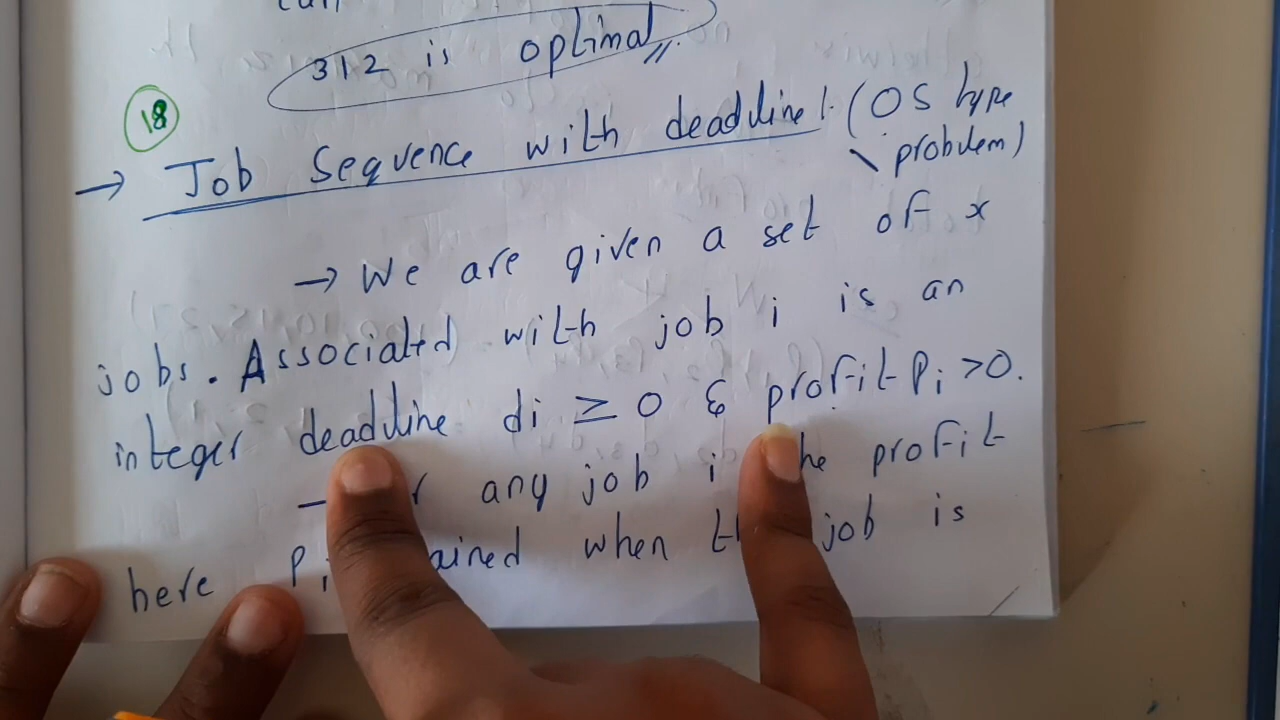 312 is optimal
18
→ Job Sequence with deadline!. (OS type
problem)
→ We are given a set of x
jobs. Associated with job i is an
integer deadline di ≥ 0 & profit Pi >0.
any job i the profit
here Pi when job is